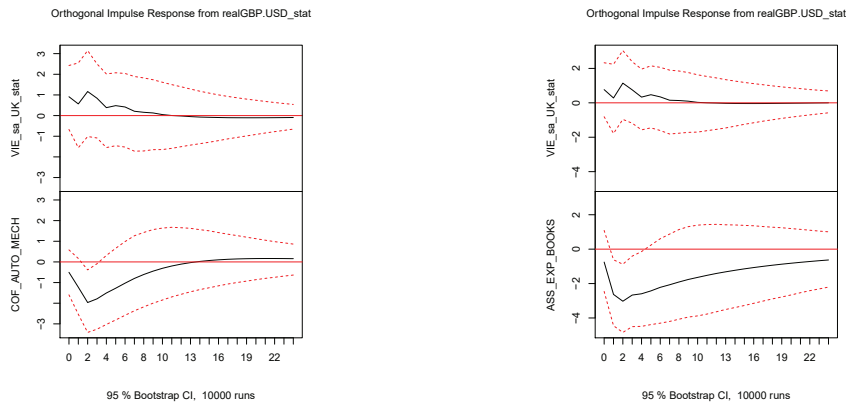 Orthogonal Impulse Response from realGBP.USD_stat
VIE_sa_UK_stat
3
2
1
0
−1
−3
COF_AUTO_MECH
3
2
1
0
−1
−3
0 2 4 6 8 10 13 16 19 22
95 % Bootstrap CI, 10000 runs
Orthogonal Impulse Response from realGBP.USD_stat
VIE_sa_UK_stat
2
0
−2
−4
ASS_EXP_BOOKS
2
0
−2
−4
0 2 4 6 8 10 13 16 19 22
95 % Bootstrap CI, 10000 runs